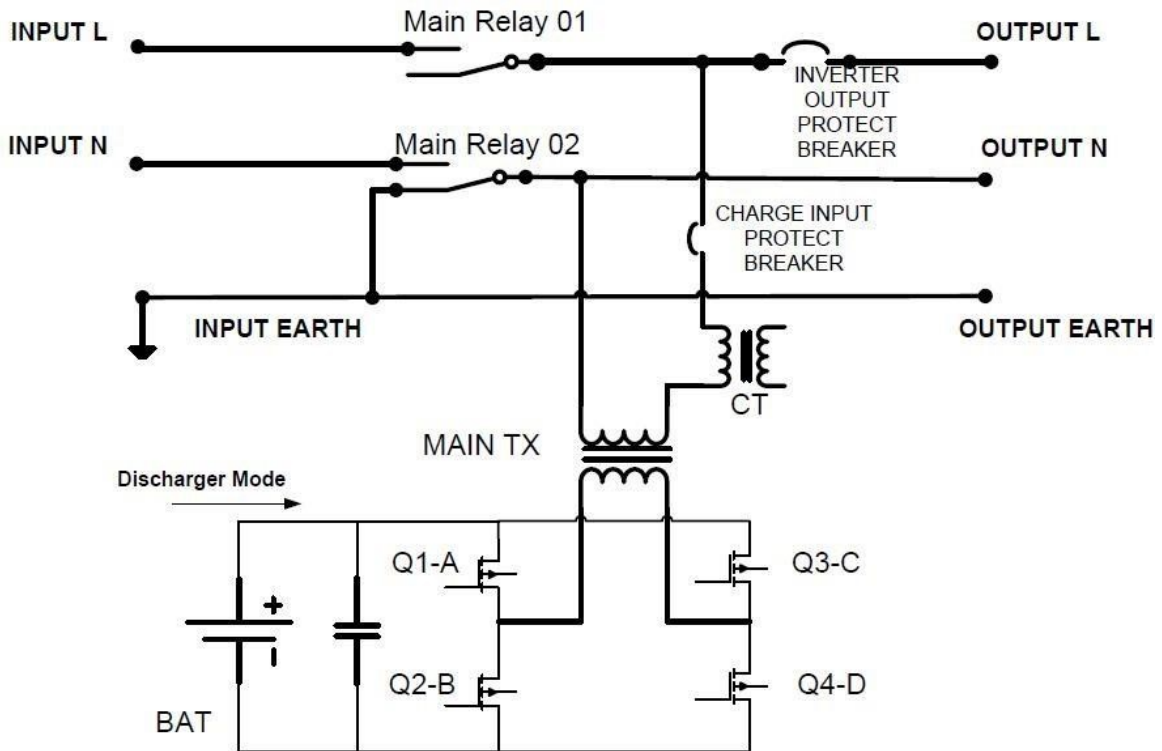 INPUT L
Main Relay 01
OUTPUT L
INVERTER
OUTPUT
PROTECT
BREAKER
INPUT N
Main Relay 02
OUTPUT N
CHARGE INPUT
PROTECT
BREAKER
INPUT EARTH
OUTPUT EARTH
CT
MAIN TX
Discharger Mode
Q1-A
Q3-C
+
-
Q2-B
Q4-D
BAT